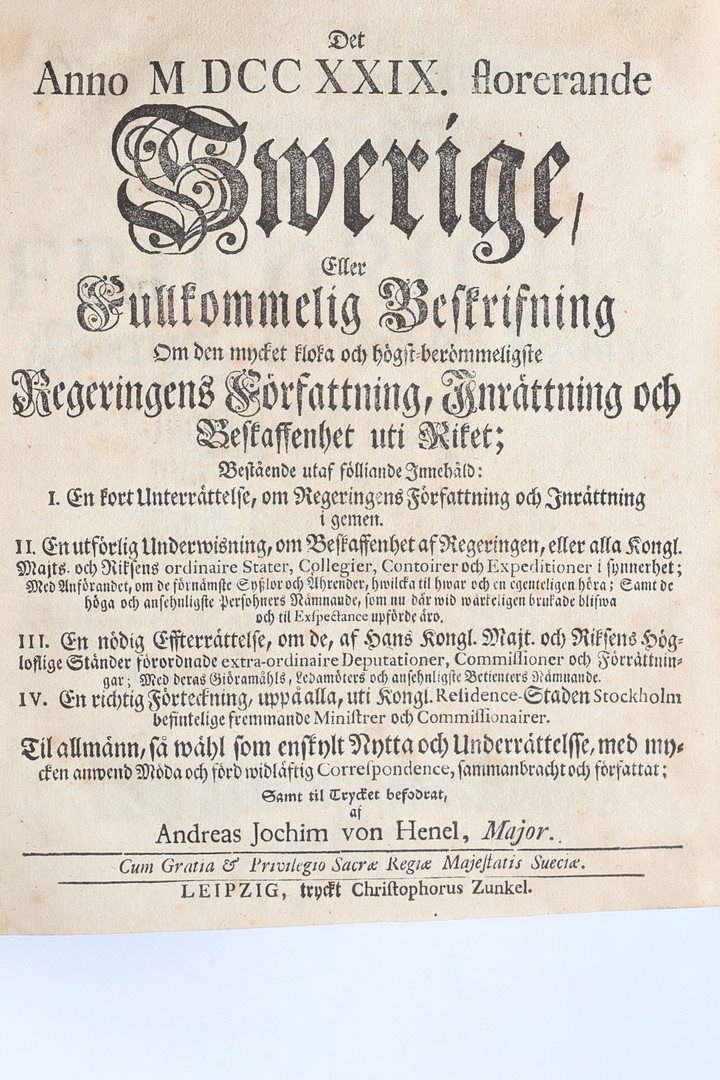 Det
Anno M DCC XXIX. florerande
Swerige,
Eller
Fullkommelig Beskrifning
Om den mycket kloka och högst-berömmeligste
Regeringens Författning, Inrättning och
Beskaffenhet uti Riket;
Bestående utaf fölliande Innehåld:
I. En kort Unterrättelse, om Regeringens Författning och Inrättning
i gemen.
II. En utförlig Underwisning, om Beskaffenhet af Regeringen, eller alla Kongl.
Majts. och Riksens ordinaire Stater, Collegier, Contoirer och Expeditioner i synnerhet;
Med Anförandet, om de förnämste Syßlor och Ährender, hwilcka til hwar och en egenteligen höra; Samt de
höga och ansehnligste Persohners Nämnande, som nu där wid wärkeligen brukade blifwa
och til Exspectance upförde äro.
III. En nödig Effterrättelse, om de, af Hans Kongl. Majt. och Riksens Hög-
loflige Ständer förordnade extra-ordinaire Deputationer, Commissioner och Förrättnin-
gar; Med deras Giöramåhls, Ledamöters och ansehnligste Betienters Nämnande.
IV. En richtig Förteckning, uppå alla, uti Kongl. Residence-Staden Stockholm
befintelige fremmande Ministrer och Commissionairer.
Til allmänn, så wähl som enskylt Nytta och Underrättelsse, med my-
cken anwend Möda och förd widläftig Correspondence, sammanbracht och författat;
Samt til Trycket befodrat,
af
Andreas Jochim von Henel, Major.
Cum Gratia & Privilegio Sacræ Regiæ Majestatis Sueciæ.
LEIPZIG, tryckt Christophorus Zunkel.